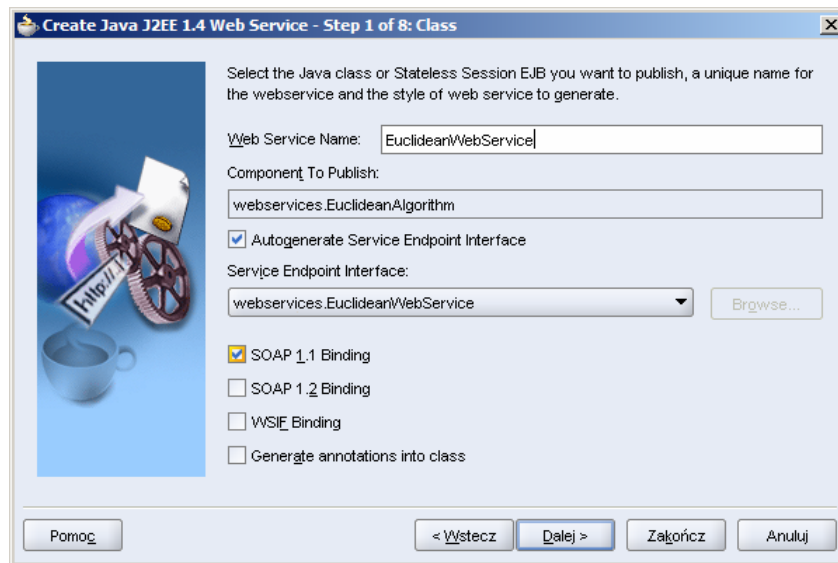 Create Java J2EE 1.4 Web Service - Step 1 of 8: Class
Select the Java class or Stateless Session EJB you want to publish, a unique name for
the webservice and the style of web service to generate.
Web Service Name: EuclideanWebService
Component To Publish:
webservices.EuclideanAlgorithm
Autogenerate Service Endpoint Interface
Service Endpoint Interface:
webservices.EuclideanWebService Browse...
http://..
SOAP 1.1 Binding
SOAP 1.2 Binding
WSIF Binding
Generate annotations into class
Pomoc < Wstecz Dalej > Zakończ Anuluj